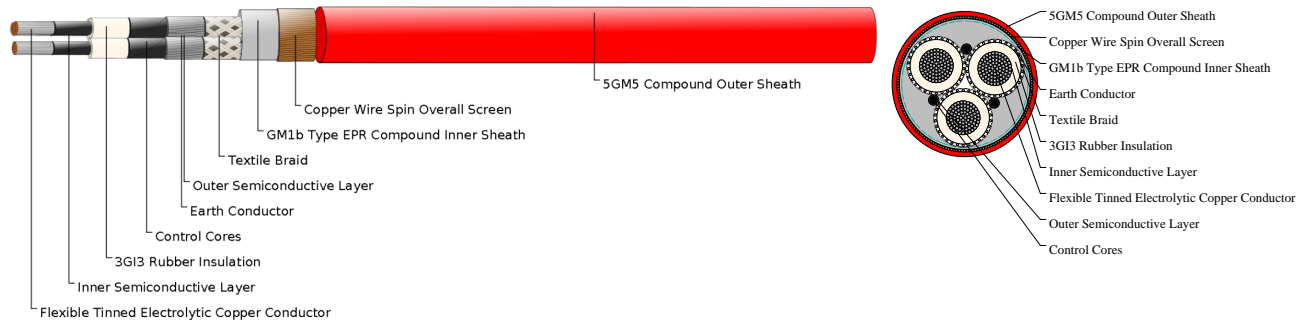 5GM5 Compound Outer Sheath
Copper Wire Spin Overall Screen
GM1b Type EPR Compound Inner Sheath
Textile Braid
Outer Semiconductive Layer
Earth Conductor
Control Cores
3GI3 Rubber Insulation
Inner Semiconductive Layer
Flexible Tinned Electrolytic Copper Conductor
5GM5 Compound Outer Sheath
Copper Wire Spin Overall Screen
GM1b Type EPR Compound Inner Sheath
Earth Conductor
Textile Braid
3GI3 Rubber Insulation
Inner Semiconductive Layer
Flexible Tinned Electrolytic Copper Conductor
Outer Semiconductive Layer
Control Cores